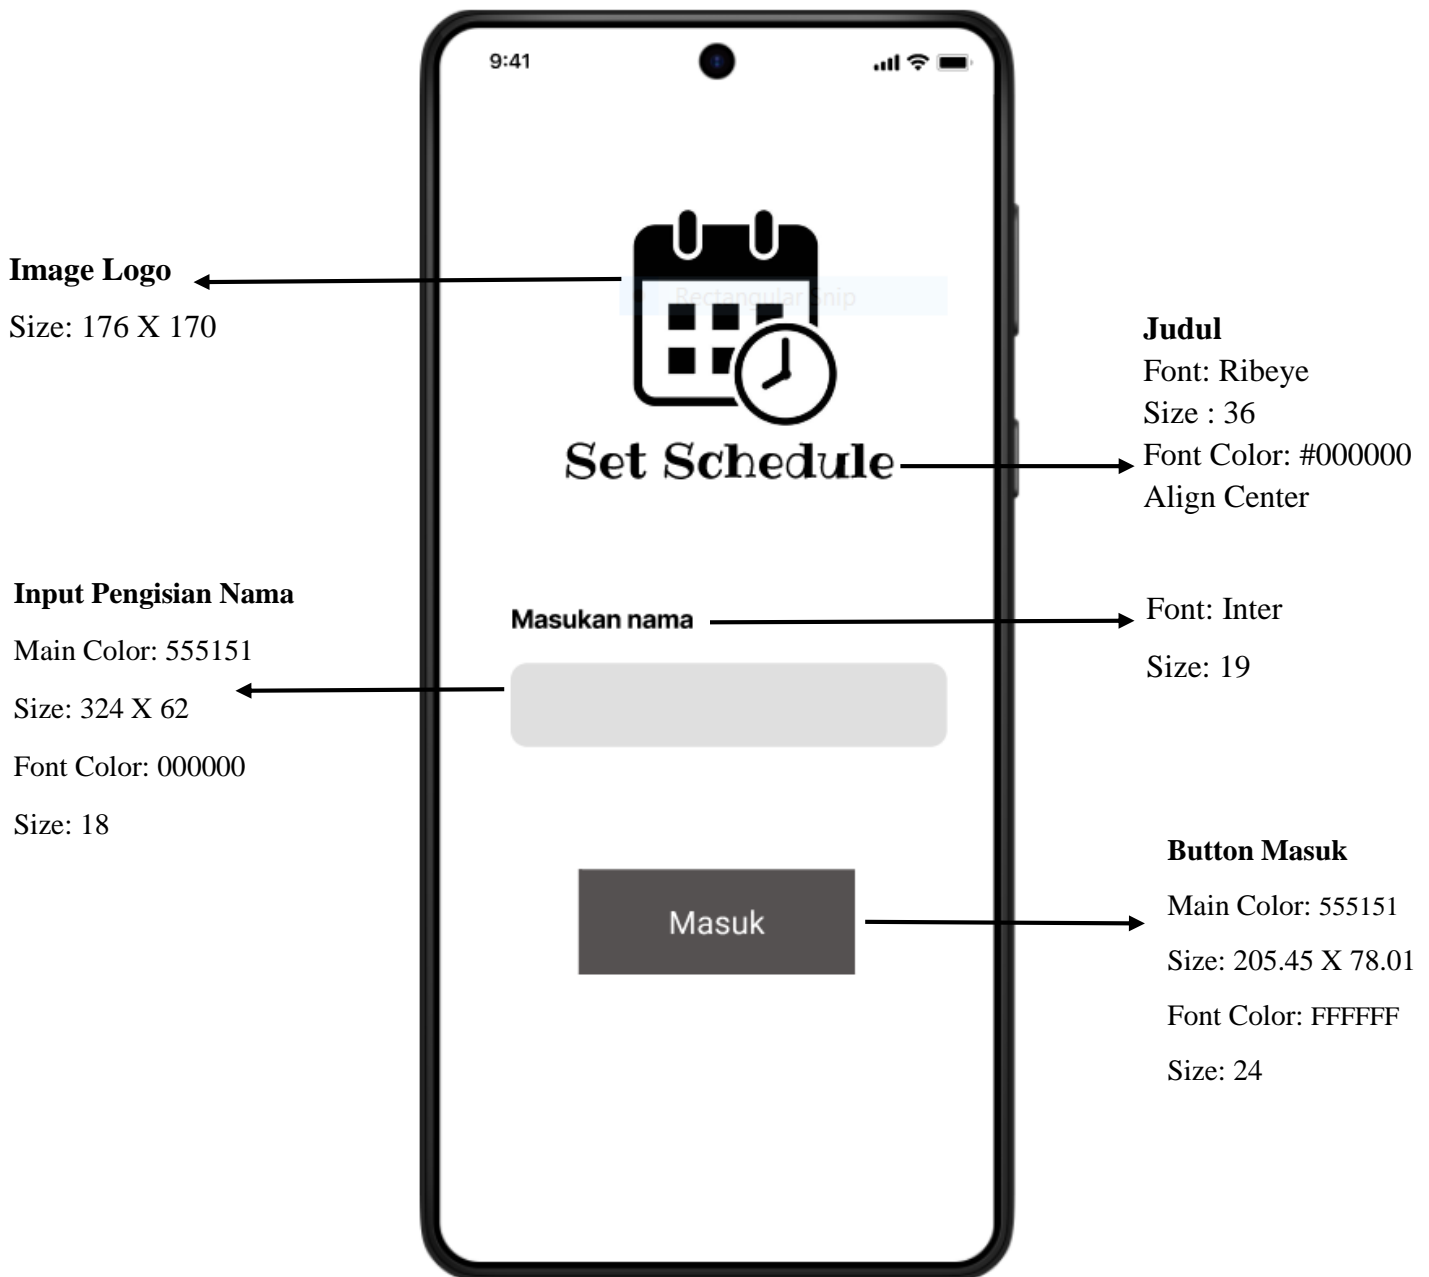 9:41
Rectangular Snip
Image Logo
Size: 176 X 170
Judul
Font: Ribeye
Size : 36
Font Color: #000000
Align Center
Set Schedule
Input Pengisian Nama
Main Color: 555151
Size: 324 X 62
Font Color: 000000
Size: 18
Masukan nama
Font: Inter
Size: 19
Masuk
Button Masuk
Main Color: 555151
Size: 205.45 X 78.01
Font Color: FFFFFF
Size: 24